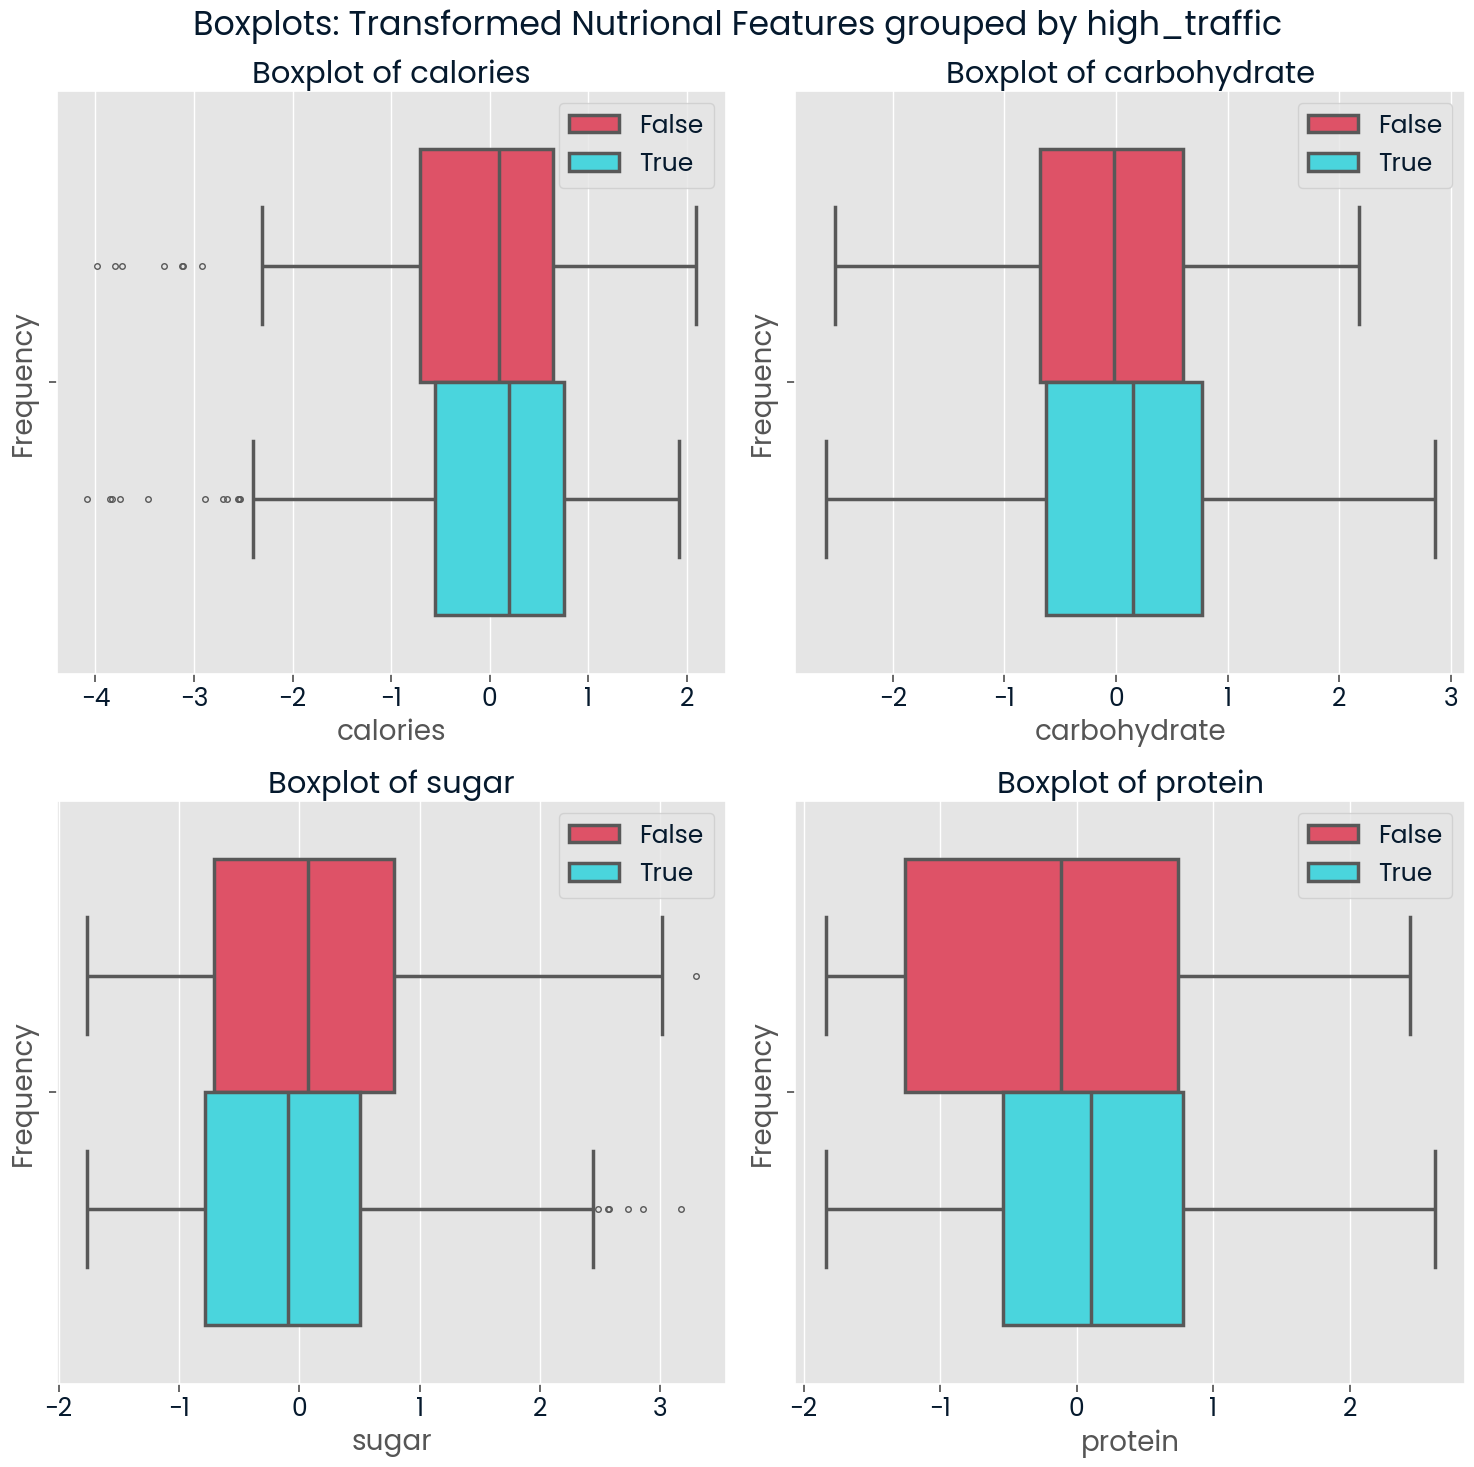 Boxplots: Transformed Nutrional Features grouped by high_traffic
Boxplot of calories
False
True
Frequency
−4 −3 −2 −1 0 1 2
calories
Boxplot of carbohydrate
False
True
Frequency
−2 −1 0 1 2 3
carbohydrate
Boxplot of sugar
False
True
Frequency
−2 −1 0 1 2 3
sugar
Boxplot of protein
False
True
Frequency
−2 −1 0 1 2
protein